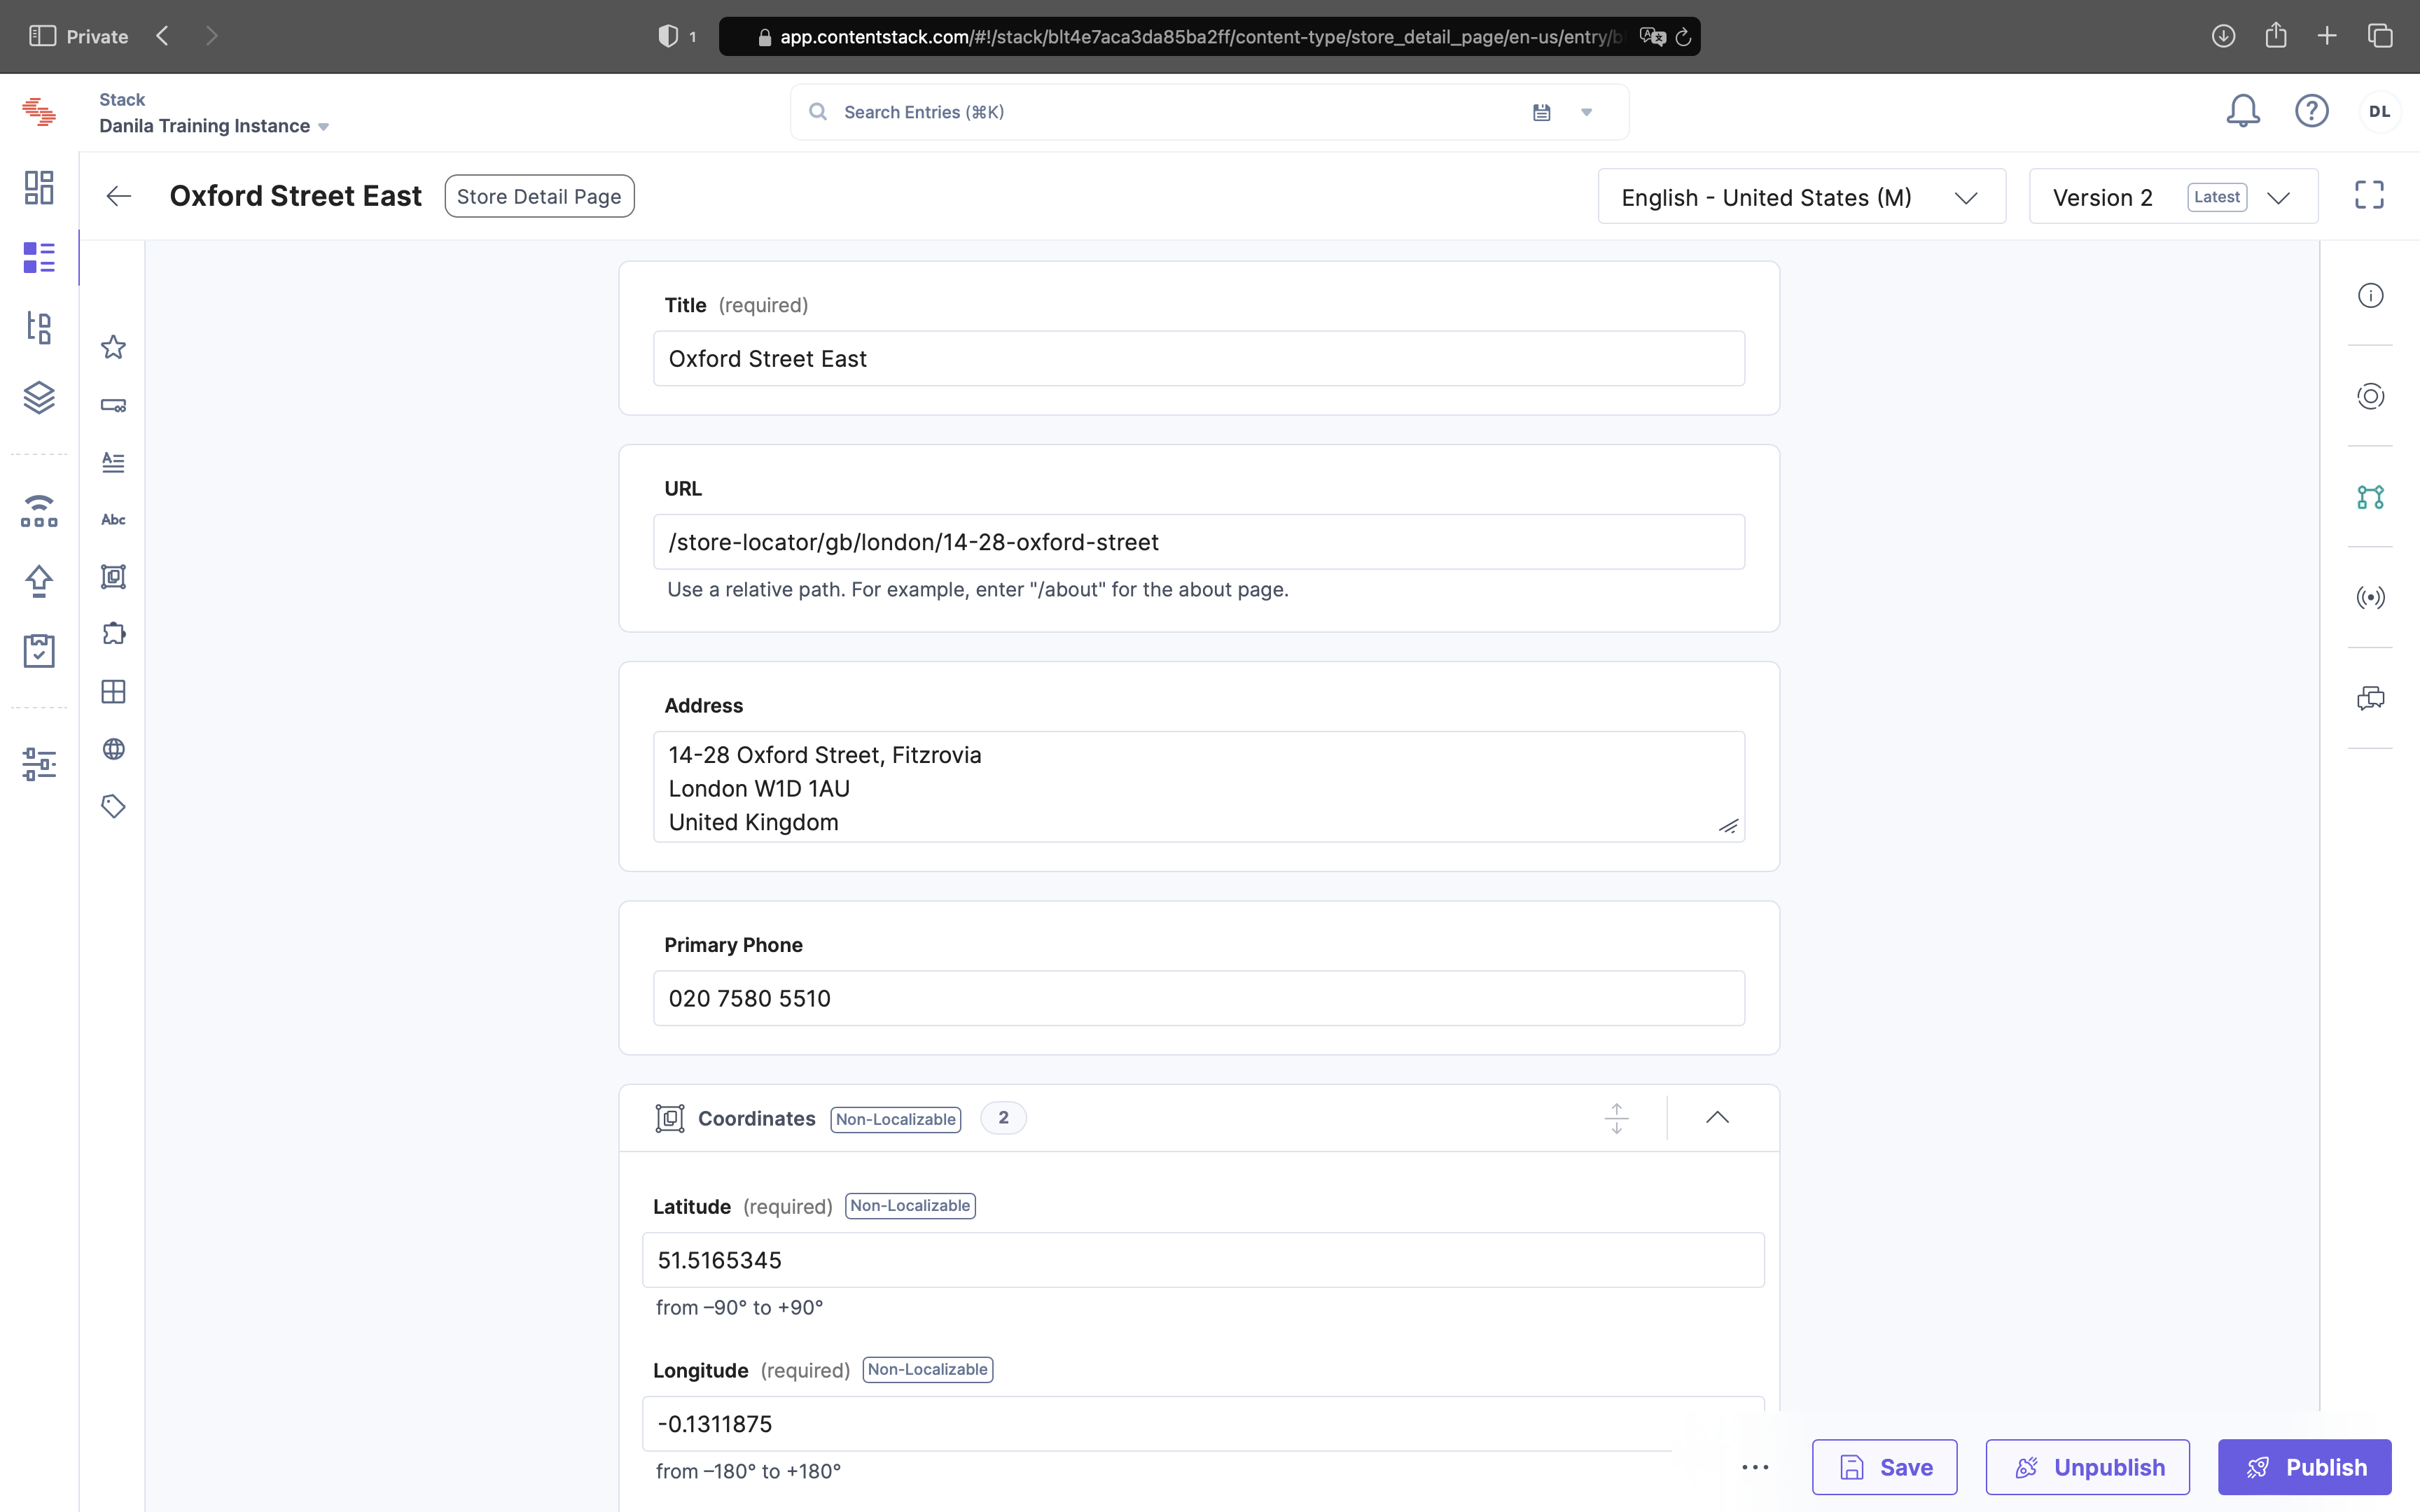 Private
1
app.contentstack.com/#!/stack/blt4e7aca3da85ba2ff/content-type/store_detail_page/en-us/entry/b
Stack
Danila Training Instance
Search Entries (⌘K)
DL
Oxford Street East
Store Detail Page
English - United States (M)
Version 2
Latest
Title (required)
Oxford Street East
URL
/store-locator/gb/london/14-28-oxford-street
Use a relative path. For example, enter "/about" for the about page.
Abc
Address
14-28 Oxford Street, Fitzrovia
London W1D 1AU
United Kingdom
Primary Phone
020 7580 5510
Coordinates Non-Localizable 2
Latitude (required) Non-Localizable
51.5165345
from –90° to +90°
Longitude (required) Non-Localizable
-0.1311875
from –180° to +180°
Save
Unpublish
Publish